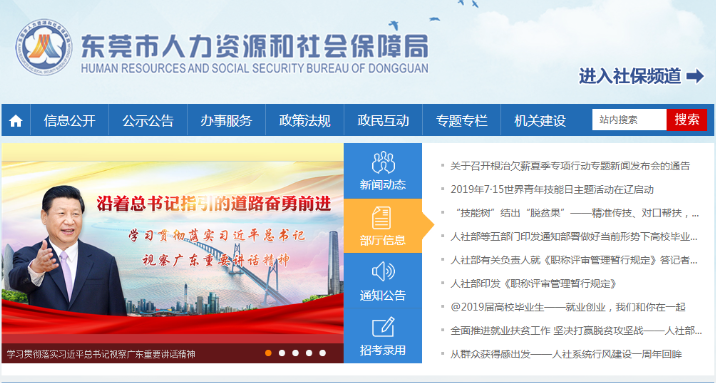 东莞市人力资源和社会保障局
HUMAN RESOURCES AND SOCIAL SECURITY BUREAU OF DONGGUAN
进入社保频道
信息公开 公示公告 办事服务 政策法规 政民互动 专题专栏 机关建设 站内搜索 搜索
沿着总书记指引的道路奋勇前进
学习贯彻落实习近平总书记
视察广东重要讲话精神
学习贯彻落实习近平总书记视察广东重要讲话精神
新闻动态
部厅信息
通知公告
招考录用
关于召开根治欠薪夏季专项行动专题新闻发布会的通告
2019年7·15世界青年技能日主题活动在辽启动
“技能树”结出“脱贫果”——精准传技、对口帮扶，...
人社部等五部门印发通知部署做好当前形势下高校毕业...
人社部有关负责人就《职称评审管理暂行规定》答记者...
人社部印发《职称评审管理暂行规定》
@2019届高校毕业生——就业创业，我们和你在一起
全面推进就业扶贫工作 坚决打赢脱贫攻坚战——人社部...
从群众获得感出发——人社系统行风建设一周年回眸